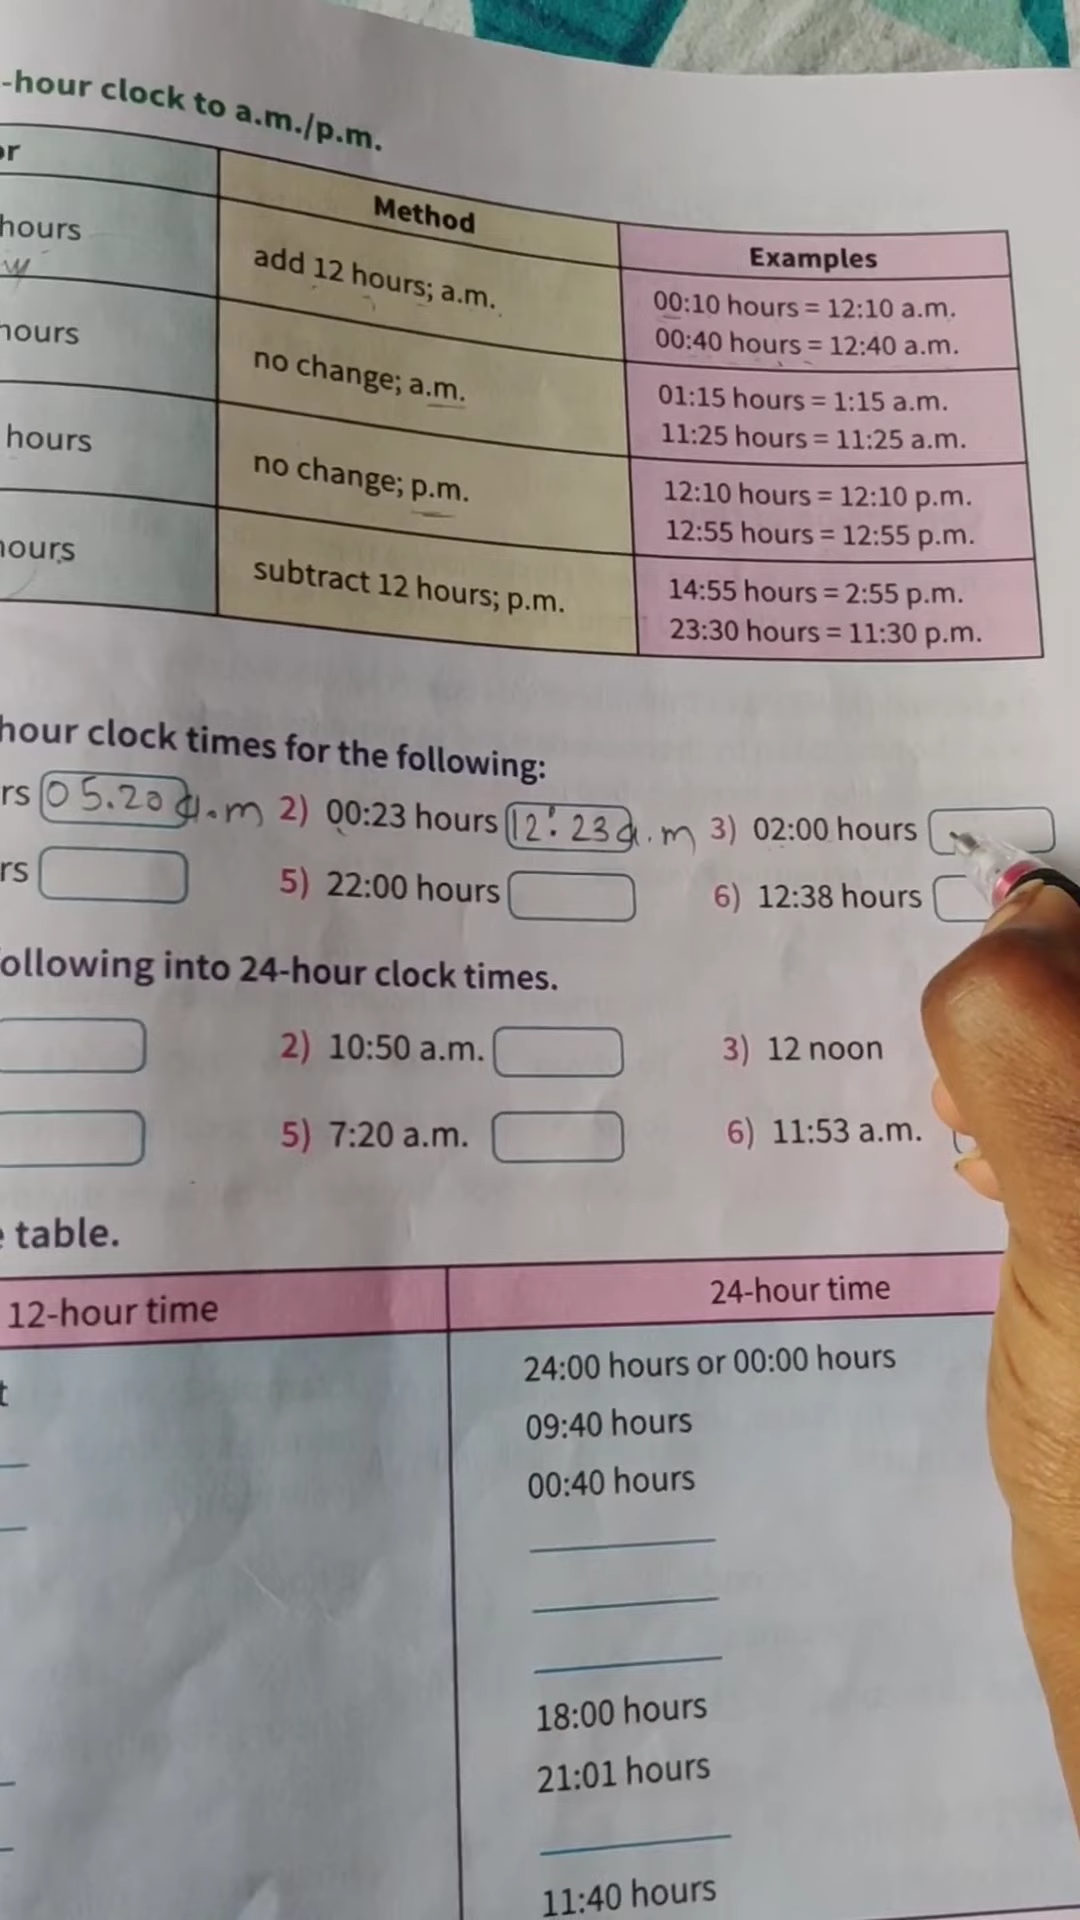 -hour clock to a.m./p.m.
or
Method
Examples
hours
add 12 hours; a.m.
00:10 hours = 12:10 a.m.
00:40 hours = 12:40 a.m.
hours
no change; a.m.
01:15 hours = 1:15 a.m.
11:25 hours = 11:25 a.m.
hours
no change; p.m.
12:10 hours = 12:10 p.m.
12:55 hours = 12:55 p.m.
hours
subtract 12 hours; p.m.
14:55 hours = 2:55 p.m.
23:30 hours = 11:30 p.m.
hour clock times for the following:
rs 05.20 a.m 2) 00:23 hours 12:23 a.m 3) 02:00 hours
rs 5) 22:00 hours 6) 12:38 hours
ollowing into 24-hour clock times.
2) 10:50 a.m. 3) 12 noon
5) 7:20 a.m. 6) 11:53 a.m.
e table.
12-hour time 24-hour time
t 24:00 hours or 00:00 hours
09:40 hours
00:40 hours
18:00 hours
21:01 hours
11:40 hours